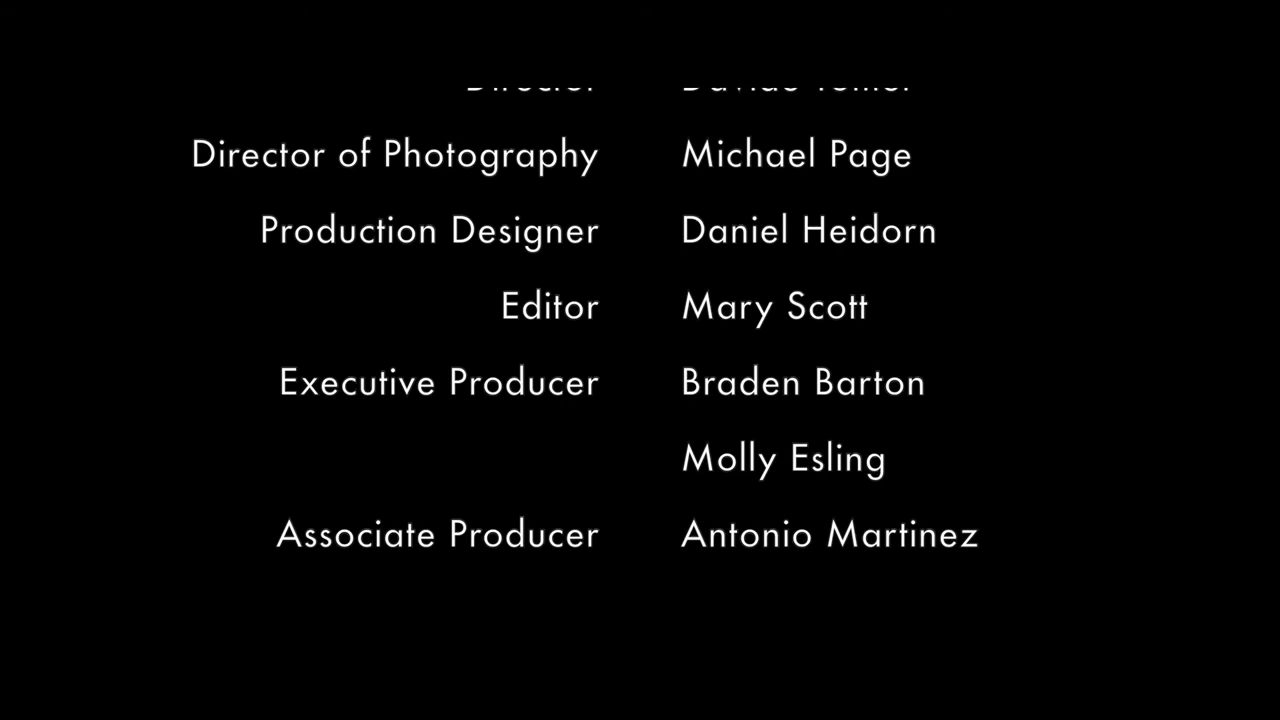 Director
Director of Photography Michael Page
Production Designer Daniel Heidorn
Editor Mary Scott
Executive Producer Braden Barton
Molly Esling
Associate Producer Antonio Martinez